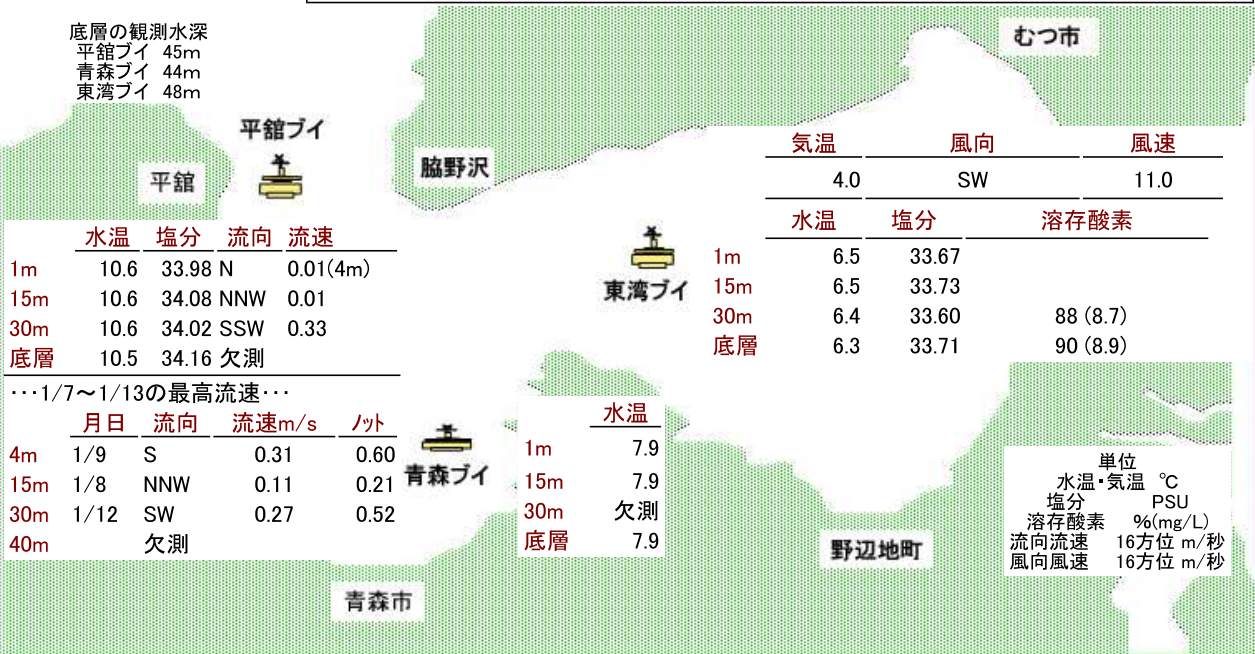 底層の観測水深
平舘ブイ 45m
青森ブイ 44m
東湾ブイ 48m
むつ市
平舘ブイ
平舘
脇野沢
水温 塩分 流向 流速
1m 10.6 33.98 N 0.01(4m)
15m 10.6 34.08 NNW 0.01
30m 10.6 34.02 SSW 0.33
底層 10.5 34.16 欠測
…1/7～1/13の最高流速…
月日 流向 流速m/s ノット
4m 1/9 S 0.31 0.60
15m 1/8 NNW 0.11 0.21
30m 1/12 SW 0.27 0.52
40m 欠測
気温 風向 風速
4.0 SW 11.0
水温 塩分 溶存酸素
1m 6.5 33.67
15m 6.5 33.73
30m 6.4 33.60 88 (8.7)
底層 6.3 33.71 90 (8.9)
東湾ブイ
青森ブイ
水温
1m 7.9
15m 7.9
30m 欠測
底層 7.9
単位
水温・気温 ℃
塩分 PSU
溶存酸素 %(mg/L)
流向流速 16方位 m/秒
風向風速 16方位 m/秒
野辺地町
青森市